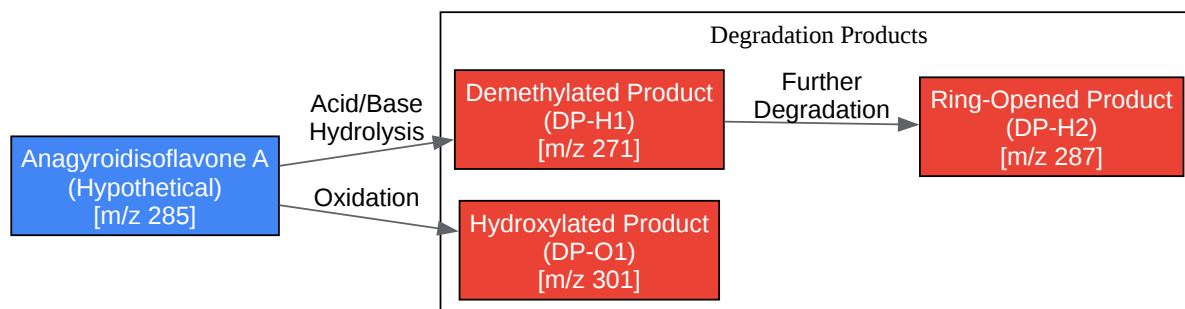 Degradation Products
Anagyroidisoflavone A
(Hypothetical)
[m/z 285]
Acid/Base
Hydrolysis
Oxidation
Demethylated Product
(DP-H1)
[m/z 271]
Further
Degradation
Ring-Opened Product
(DP-H2)
[m/z 287]
Hydroxylated Product
(DP-O1)
[m/z 301]